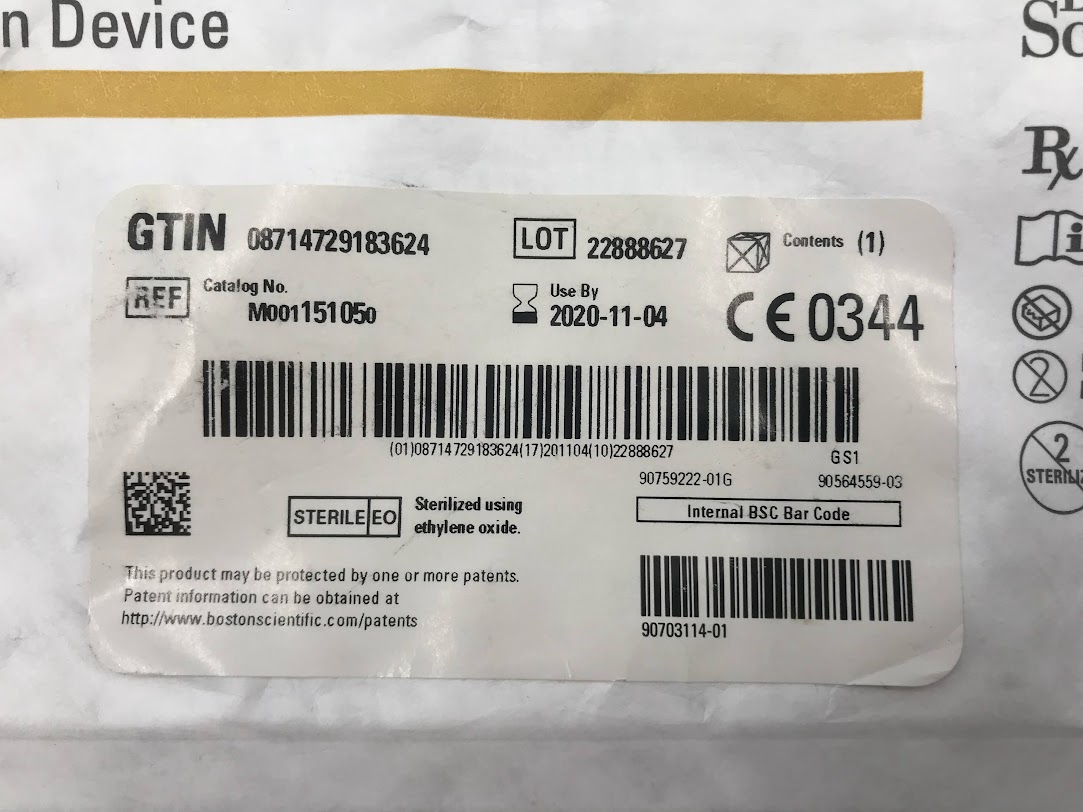 n Device
Sc
Rx
GTIN 08714729183624
LOT 22888627
Contents (1)
REF Catalog No.
M001151050
Use By
2020-11-04
CE 0344
(01)08714729183624(17)201104(10)22888627
GS1
90759222-01G 90564559-03
STERILE EO Sterilized using
ethylene oxide.
Internal BSC Bar Code
This product may be protected by one or more patents.
Patent information can be obtained at
http://www.bostonscientific.com/patents
90703114-01
2
2
STERILIZ